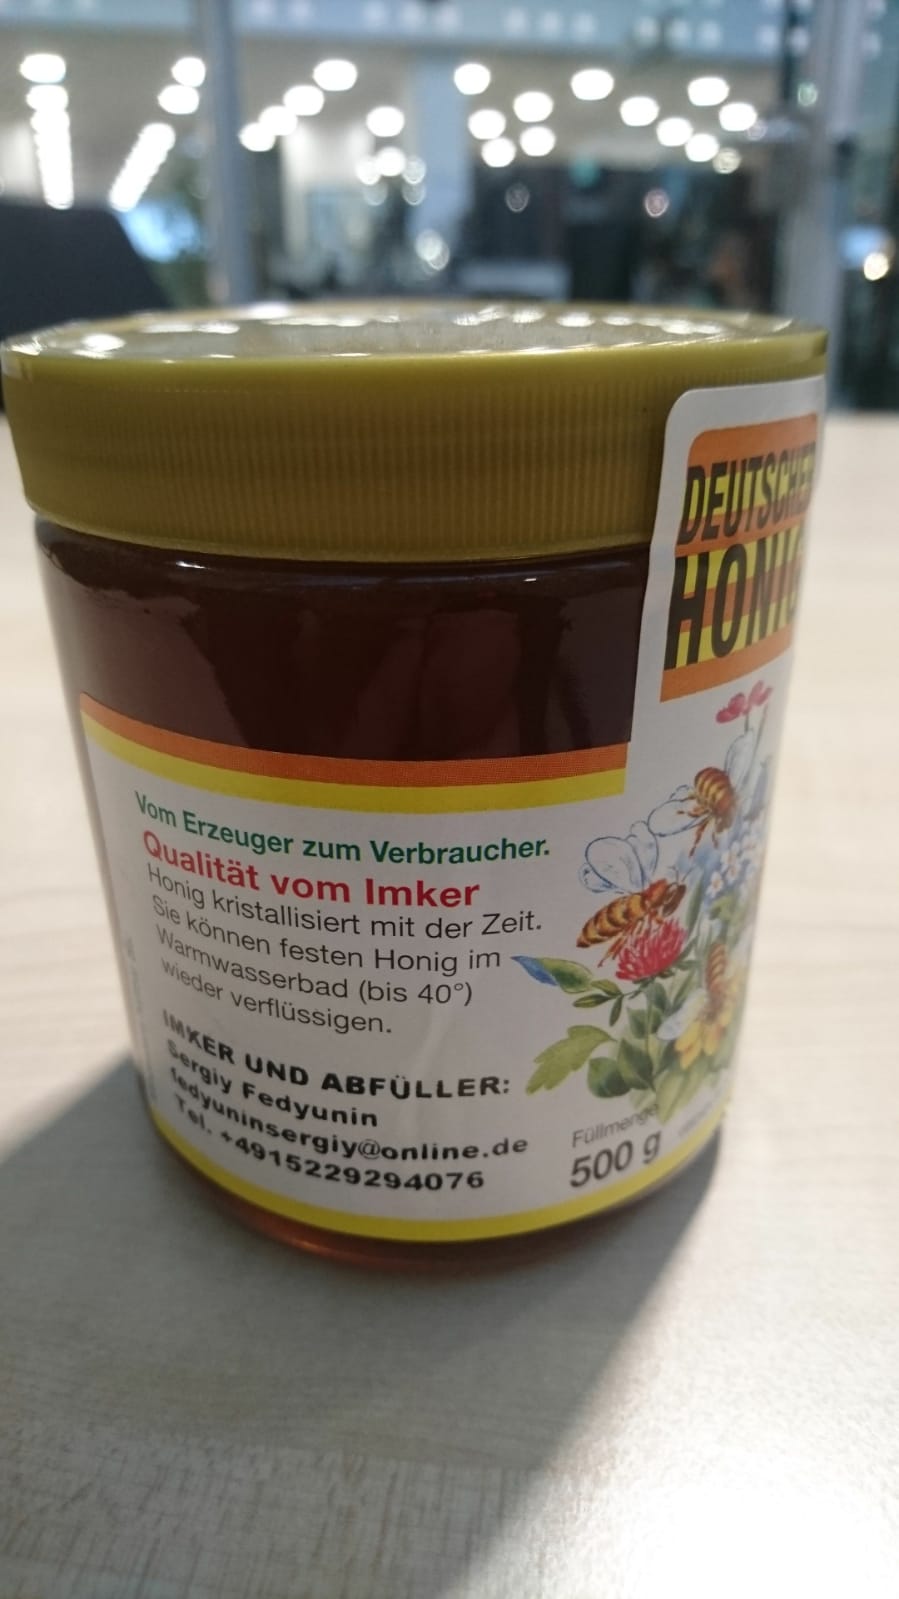 DEUTSCHER
HONIG
Vom Erzeuger zum Verbraucher.
Qualität vom Imker
Honig kristallisiert mit der Zeit.
Sie können festen Honig im
Warmwasserbad (bis 40°)
wieder verflüssigen.
IMKER UND ABFÜLLER:
Sergiy Fedyunin
fedyuninsergiy@online.de
Tel. +4915229294076
Füllmenge
500 g